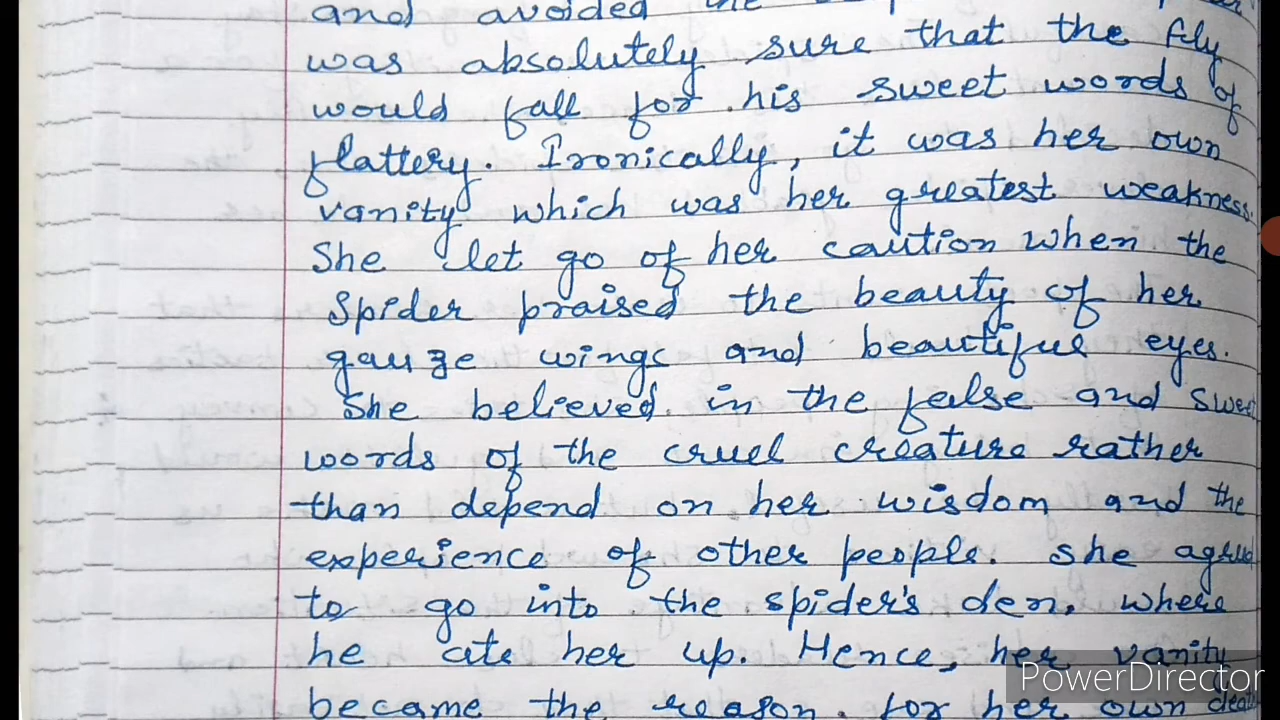 and avoided the
was absolutely sure that the fly
would fall for his sweet words of
flattery. Ironically, it was her own
vanity which was her greatest weakness.
She let go of her caution when the
Spider praised the beauty of her
gauze wings and beautiful eyes.
She believed in the false and sweet
words of the cruel creature rather
than depend on her wisdom and the
experience of other people. She agreed
to go into the spider's den, where
he ate her up. Hence, her vanity
became the reason for her own death
PowerDirector